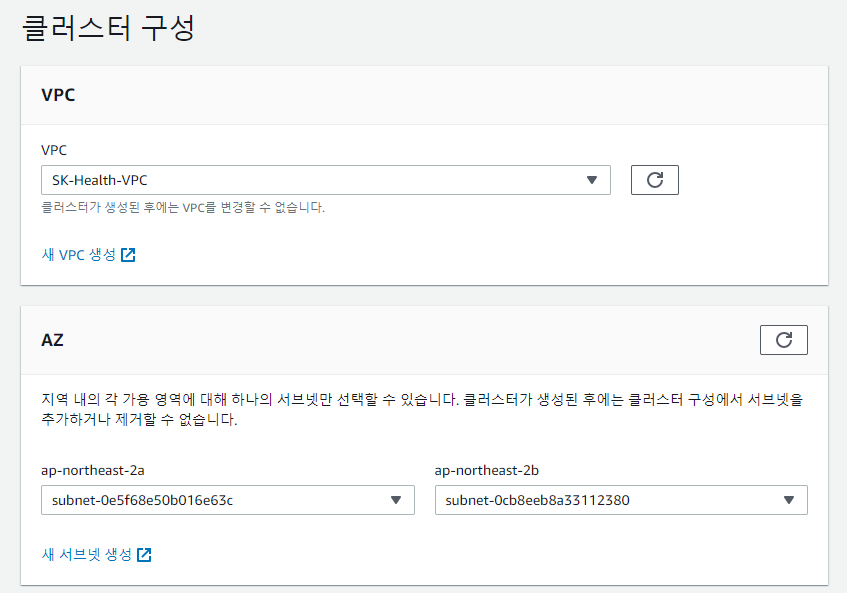 클러스터 구성
VPC
VPC
SK-Health-VPC
클러스터가 생성된 후에는 VPC를 변경할 수 없습니다.
새 VPC 생성
AZ
지역 내의 각 가용 영역에 대해 하나의 서브넷만 선택할 수 있습니다. 클러스터가 생성된 후에는 클러스터 구성에서 서브넷을
추가하거나 제거할 수 없습니다.
ap-northeast-2a
ap-northeast-2b
subnet-0e5f68e50b016e63c
subnet-0cb8eeb8a33112380
새 서브넷 생성